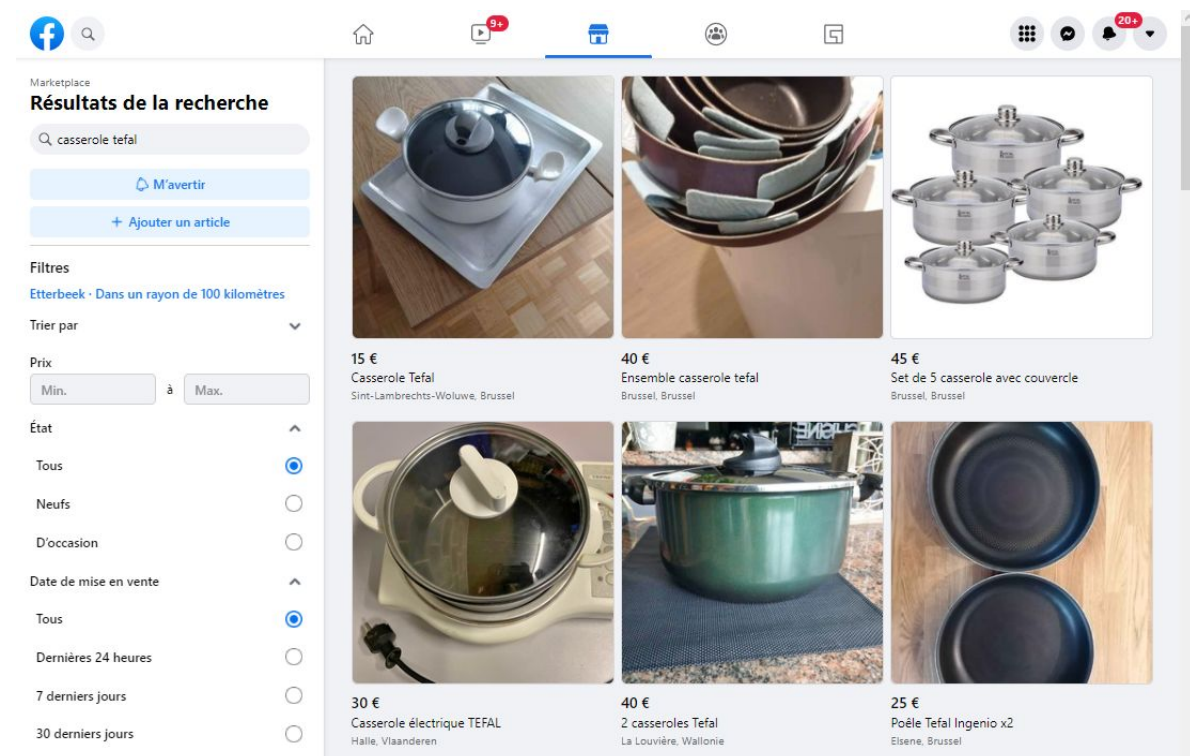 9+
20+
Marketplace
Résultats de la recherche
casserole tefal
M'avertir
+ Ajouter un article
Filtres
Etterbeek · Dans un rayon de 100 kilomètres
Trier par
Prix
Min.
à
Max.
État
Tous
Neufs
D'occasion
Date de mise en vente
Tous
Dernières 24 heures
7 derniers jours
30 derniers jours
15 €
Casserole Tefal
Sint-Lambrechts-Woluwe, Brussel
40 €
Ensemble casserole tefal
Brussel, Brussel
45 €
Set de 5 casserole avec couvercle
Brussel, Brussel
30 €
Casserole électrique TEFAL
Halle, Vlaanderen
40 €
2 casseroles Tefal
La Louvière, Wallonie
25 €
Poêle Tefal Ingenio x2
Elsene, Brussel